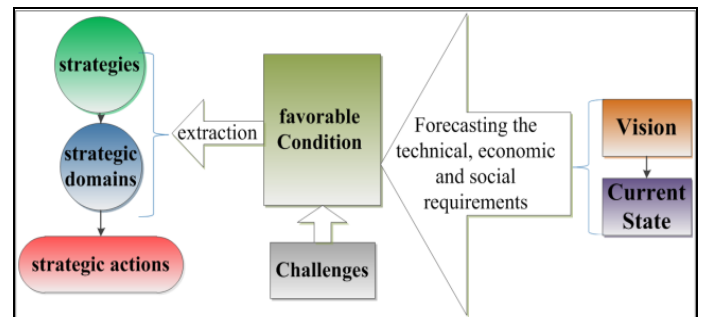 strategies
strategic
domains
strategic actions
extraction
favorable
Condition
Challenges
Forecasting the
technical, economic
and social
requirements
Vision
Current
State